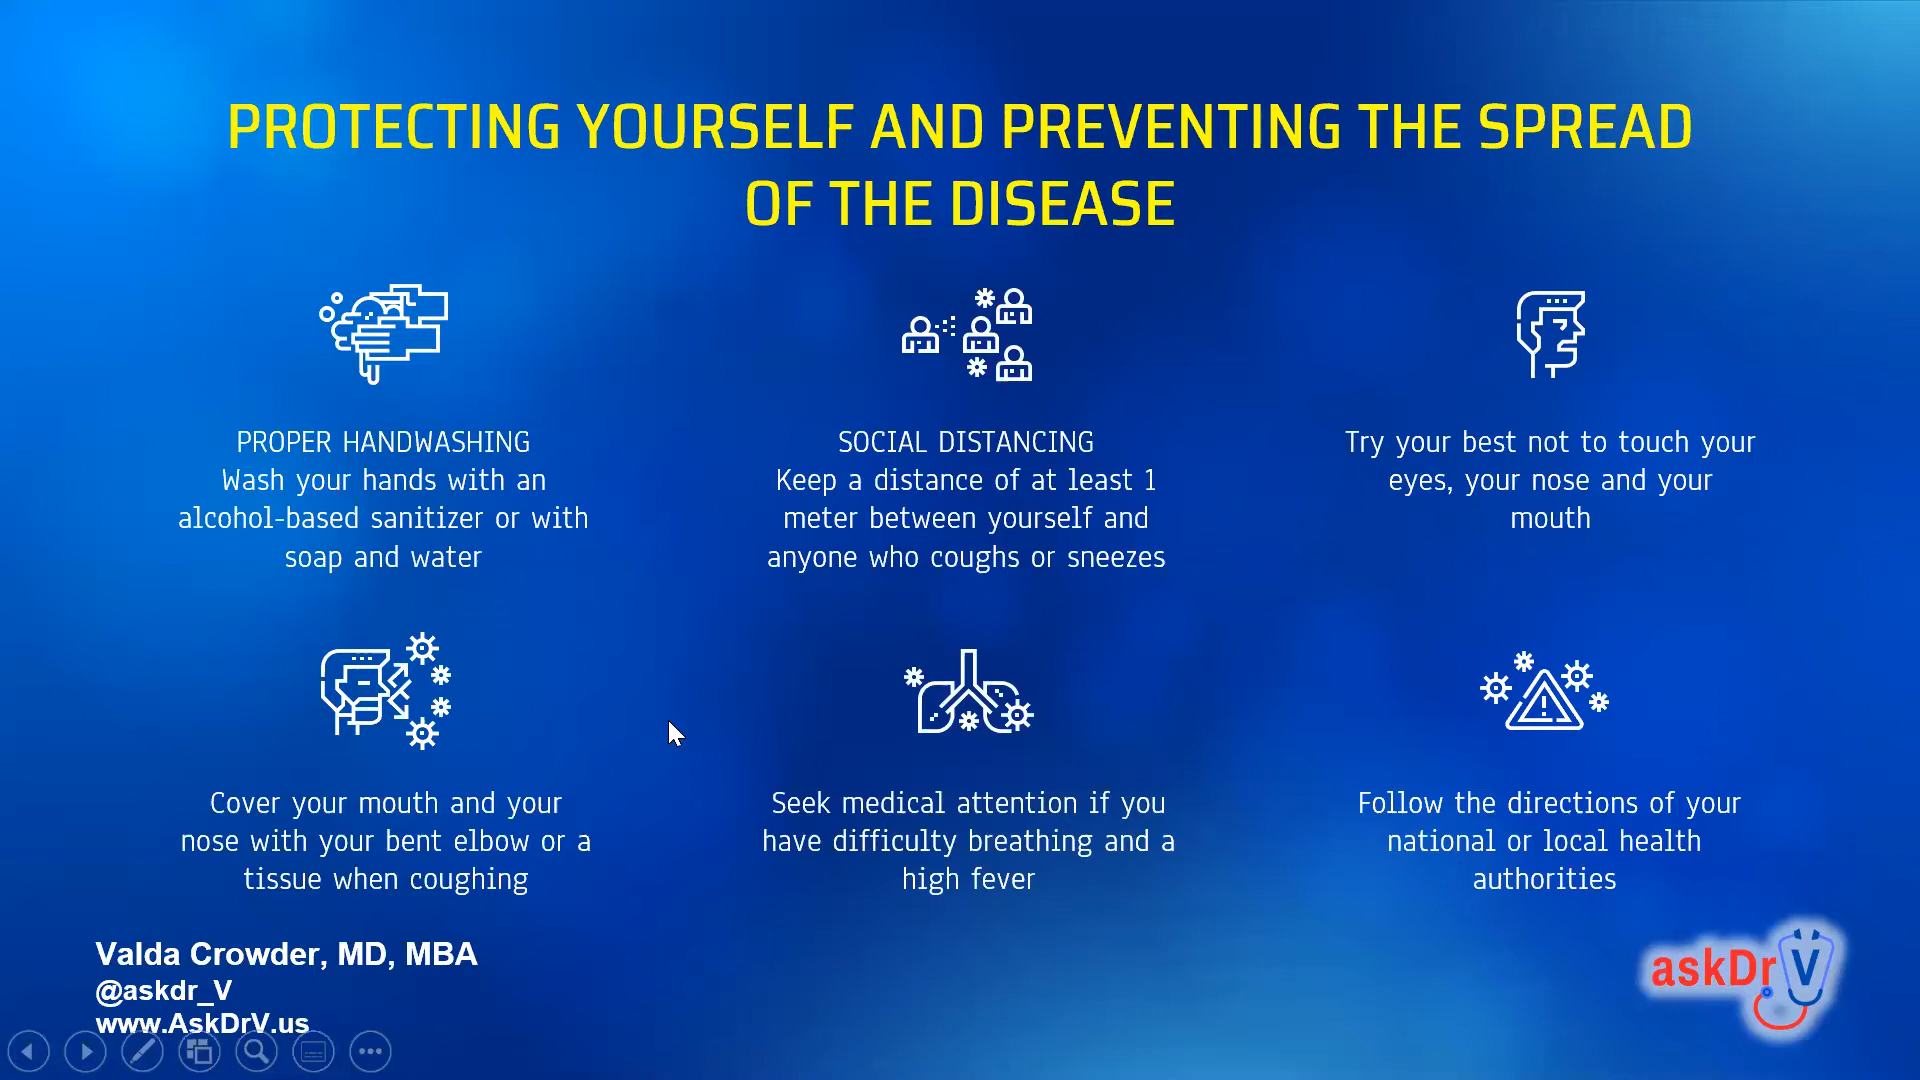 PROTECTING YOURSELF AND PREVENTING THE SPREAD
OF THE DISEASE
PROPER HANDWASHING
Wash your hands with an
alcohol-based sanitizer or with
soap and water
SOCIAL DISTANCING
Keep a distance of at least 1
meter between yourself and
anyone who coughs or sneezes
Try your best not to touch your
eyes, your nose and your
mouth
Cover your mouth and your
nose with your bent elbow or a
tissue when coughing
Seek medical attention if you
have difficulty breathing and a
high fever
Follow the directions of your
national or local health
authorities
Valda Crowder, MD, MBA
@askdr_V
www.AskDrV.us
askDrV